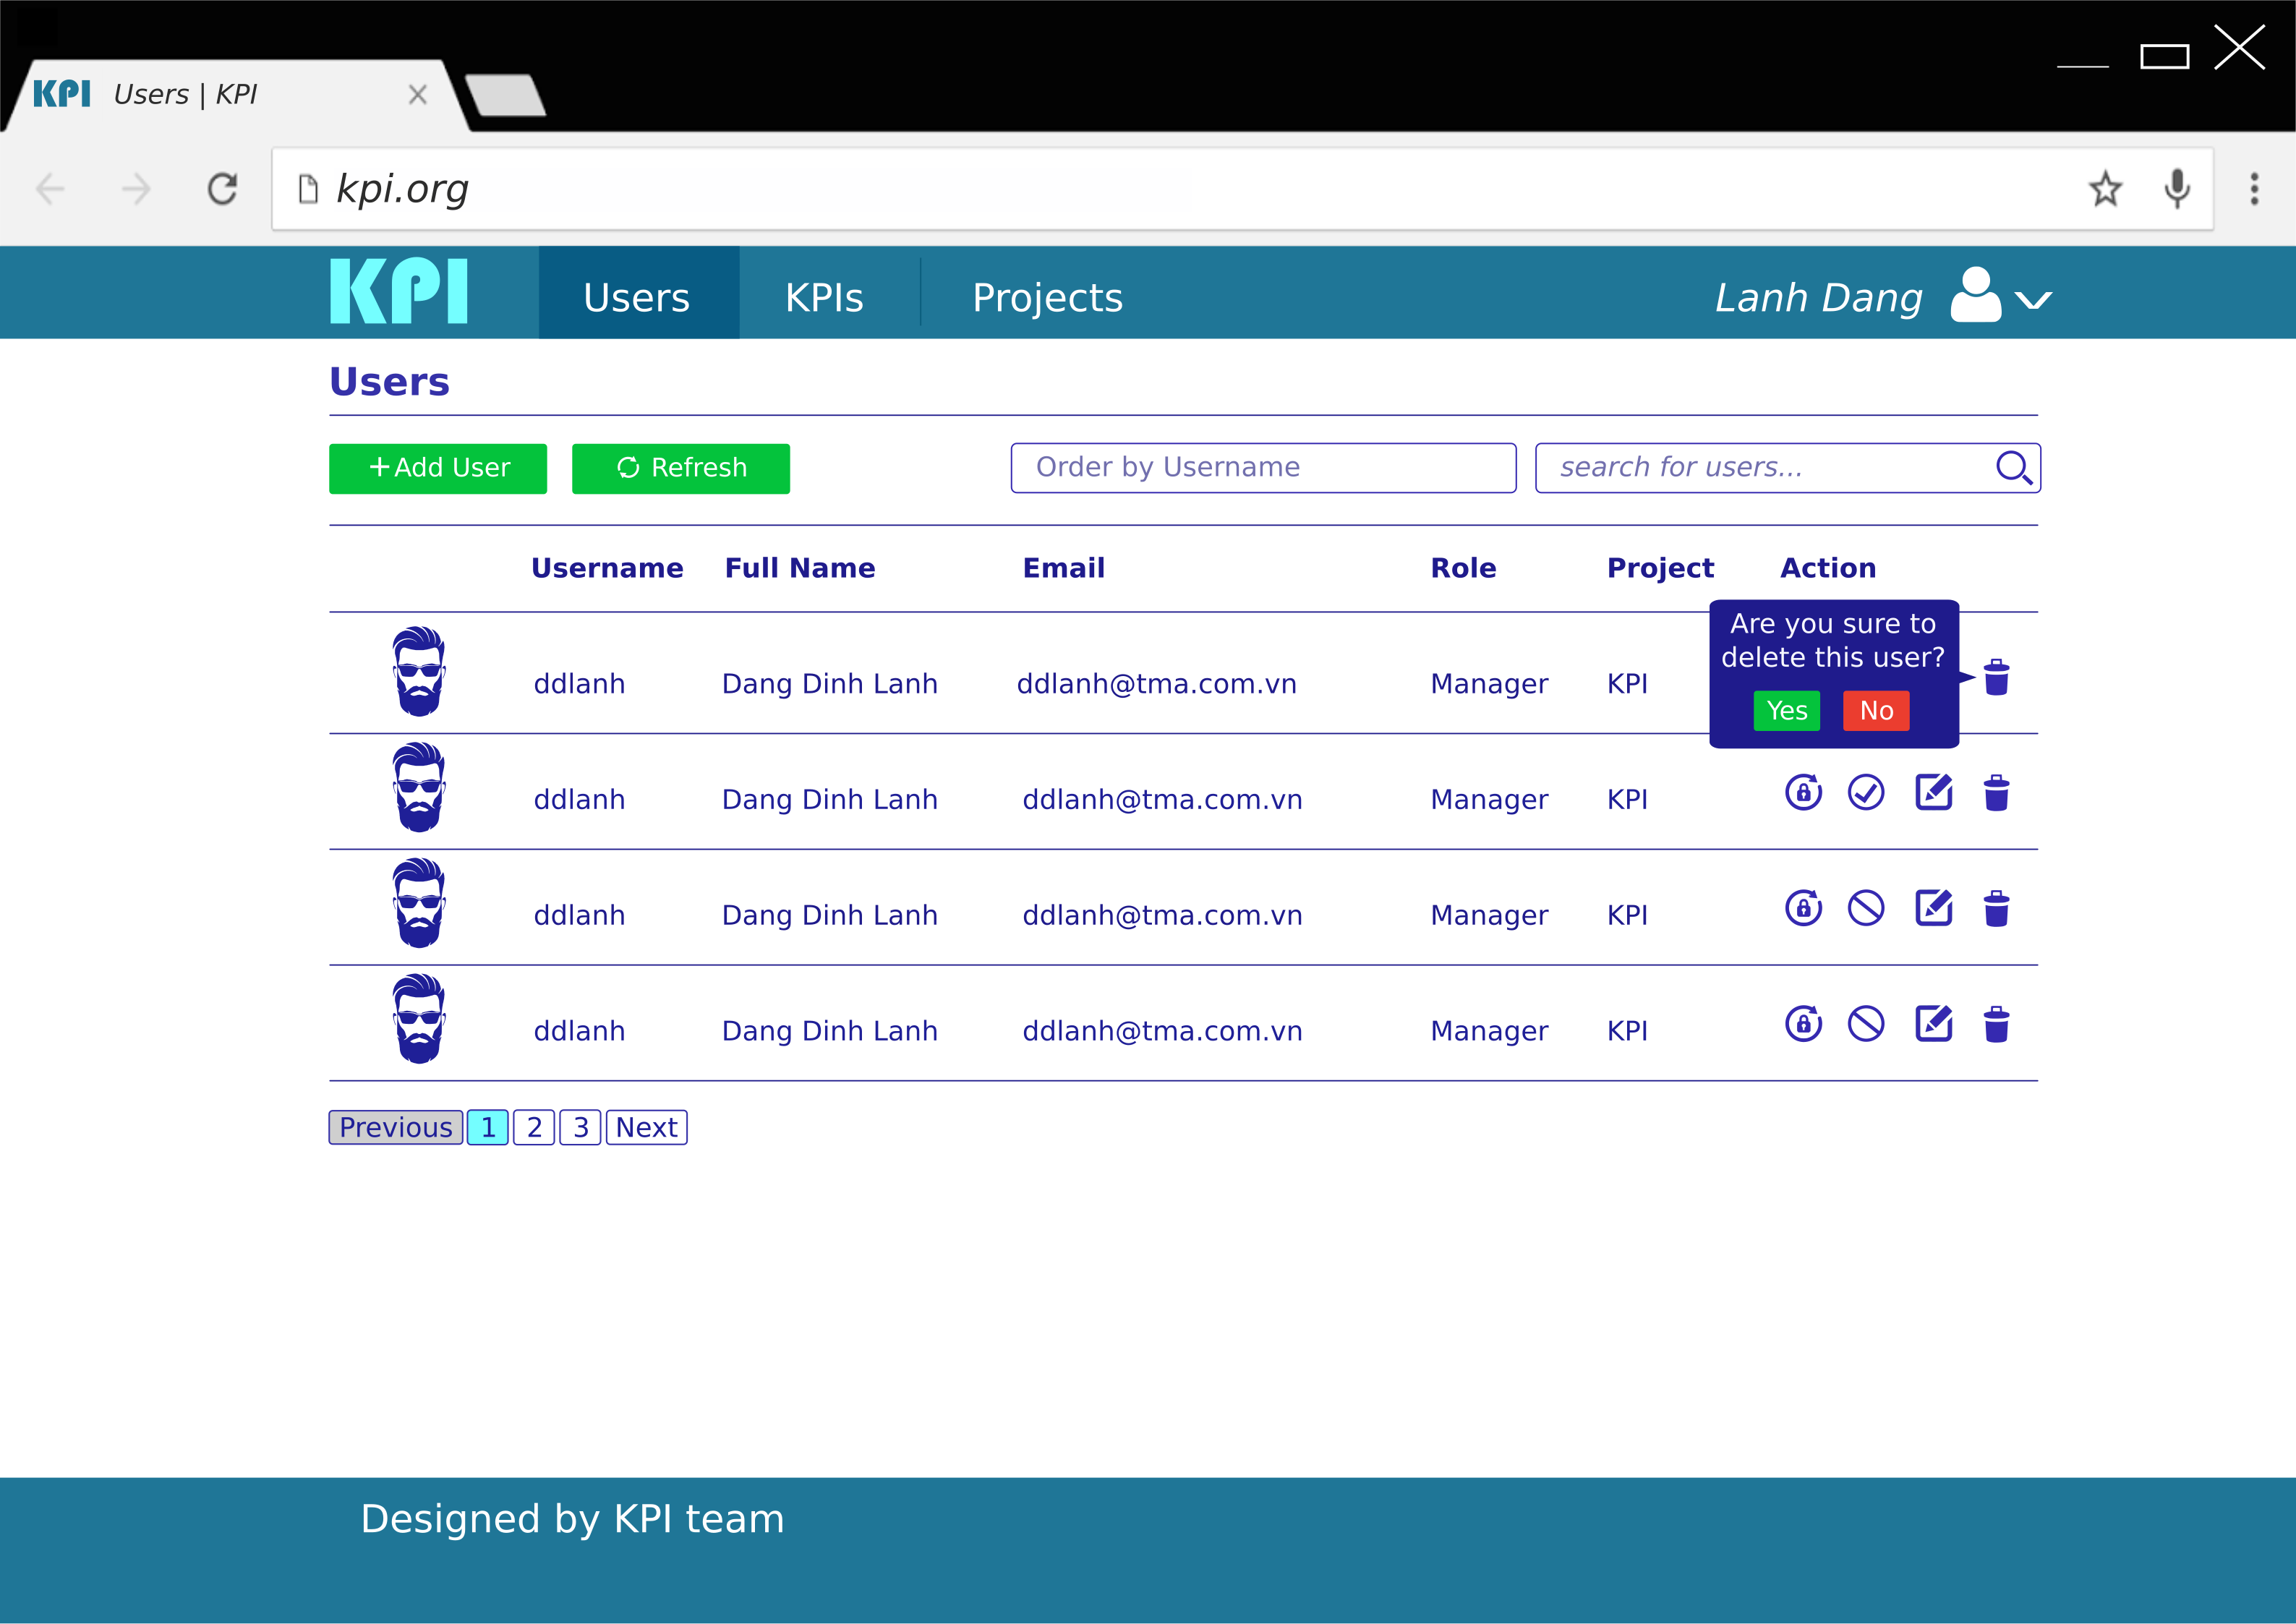 KPI Users | KPI
kpi.org
KPI Users KPIs Projects Lanh Dang
Users
+Add User Refresh Order by Username search for users...
Username Full Name Email Role Project Action
Are you sure to
delete this user?
ddlanh Dang Dinh Lanh ddlanh@tma.com.vn Manager KPI
Yes No
ddlanh Dang Dinh Lanh ddlanh@tma.com.vn Manager KPI
ddlanh Dang Dinh Lanh ddlanh@tma.com.vn Manager KPI
ddlanh Dang Dinh Lanh ddlanh@tma.com.vn Manager KPI
Previous 1 2 3 Next
Designed by KPI team